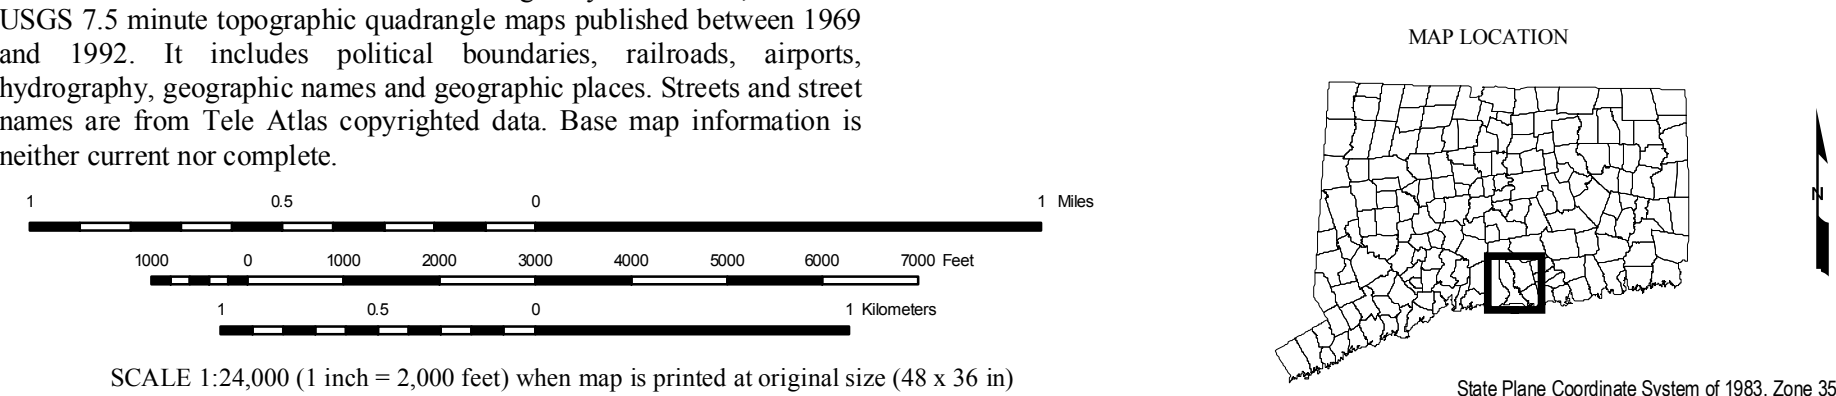 USGS 7.5 minute topographic quadrangle maps published between 1969
and 1992. It includes political boundaries, railroads, airports,
hydrography, geographic names and geographic places. Streets and street
names are from Tele Atlas copyrighted data. Base map information is
neither current nor complete.
1 0.5 0 1 Miles
1000 0 1000 2000 3000 4000 5000 6000 7000 Feet
1 0.5 0 1 Kilometers
SCALE 1:24,000 (1 inch = 2,000 feet) when map is printed at original size (48 x 36 in)
MAP LOCATION
N
State Plane Coordinate System of 1983, Zone 35